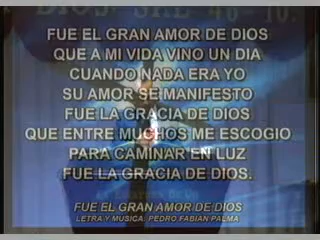 FUE EL GRAN AMOR DE DIOS
QUE A MI VIDA VINO UN DIA
CUANDO NADA ERA YO
SU AMOR SE MANIFESTO
FUE LA GRACIA DE DIOS
QUE ENTRE MUCHOS ME ESCOGIO
PARA CAMINAR EN LUZ
FUE LA GRACIA DE DIOS.
FUE EL GRAN AMOR DE DIOS
LETRA Y MUSICA: PEDRO FABIAN PALMA